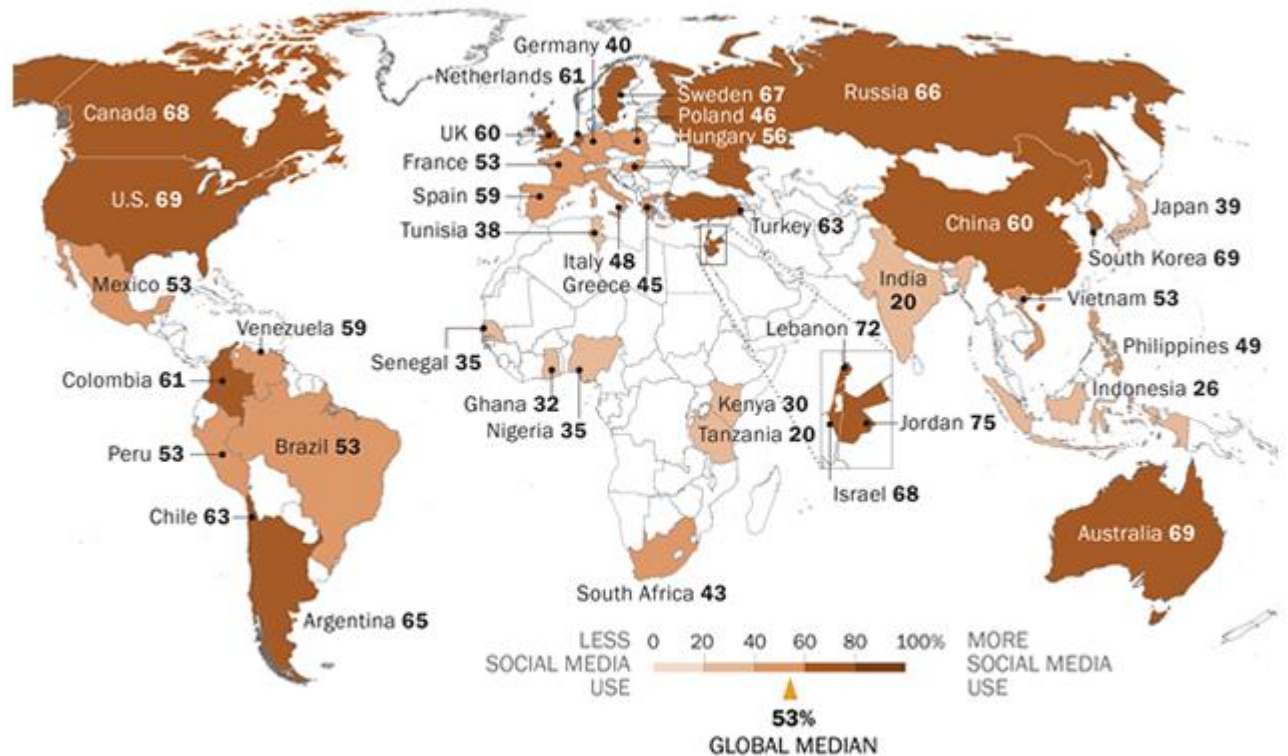 Germany 40
Netherlands 61
Sweden 67
Poland 46
Hungary 56
Russia 66
Canada 68
UK 60
France 53
U.S. 69
Spain 59
China 60
Japan 39
Tunisia 38
Turkey 63
Italy 48
Greece 45
South Korea 69
Mexico 53
India
20
Vietnam 53
Venezuela 59
Lebanon 72
Senegal 35
Philippines 49
Colombia 61
Ghana 32
Nigeria 35
Kenya 30
Tanzania 20
Indonesia 26
Jordan 75
Peru 53
Brazil 53
Israel 68
Chile 63
Australia 69
South Africa 43
Argentina 65
LESS
SOCIAL MEDIA
USE
0 20 40 60 80 100%
MORE
SOCIAL MEDIA
USE
53%
GLOBAL MEDIAN